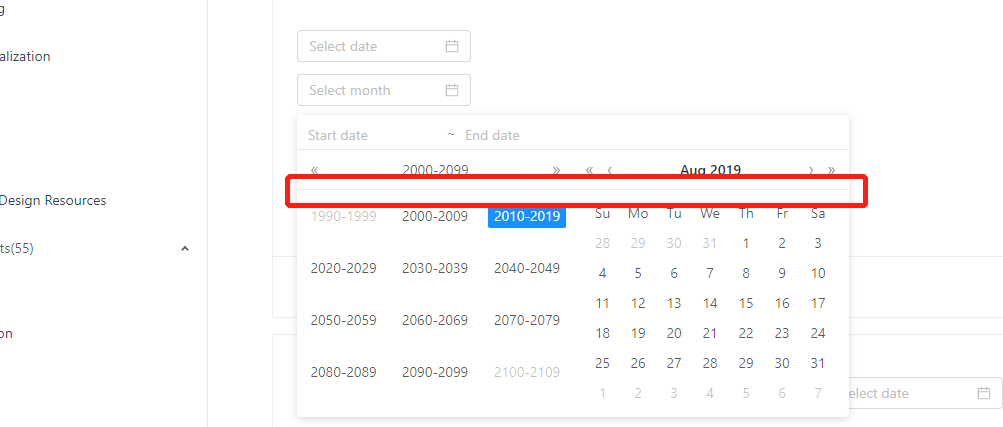 g
alization
Select date
Select month
Start date ~ End date
« 2000-2099 » « ‹ Aug 2019 › »
Design Resources
ts(55)
on
1990-1999 2000-2009 2010-2019
2020-2029 2030-2039 2040-2049
2050-2059 2060-2069 2070-2079
2080-2089 2090-2099 2100-2109
Su Mo Tu We Th Fr Sa
28 29 30 31 1 2 3
4 5 6 7 8 9 10
11 12 13 14 15 16 17
18 19 20 21 22 23 24
25 26 27 28 29 30 31
1 2 3 4 5 6 7
elect date